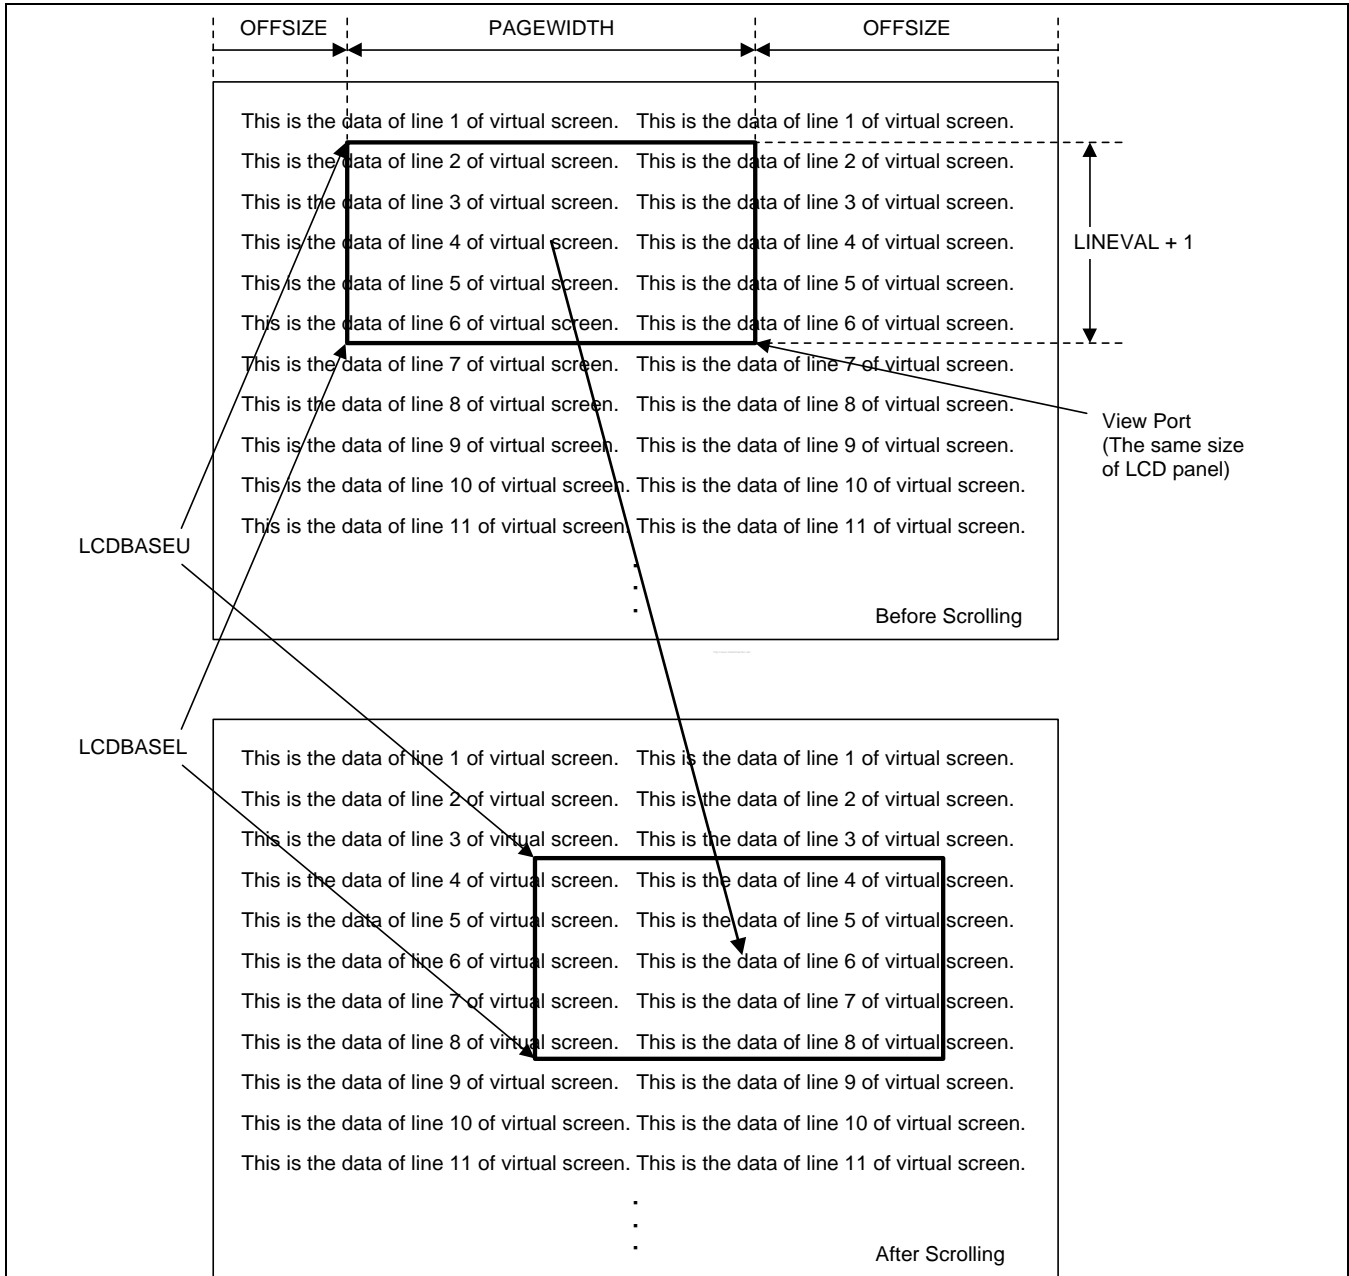 OFFSIZE PAGEWIDTH OFFSIZE
This is the data of line 1 of virtual screen. This is the data of line 1 of virtual screen.
This is the data of line 2 of virtual screen. This is the data of line 2 of virtual screen.
This is the data of line 3 of virtual screen. This is the data of line 3 of virtual screen.
This is the data of line 4 of virtual screen. This is the data of line 4 of virtual screen.
LINEVAL + 1
This is the data of line 5 of virtual screen. This is the data of line 5 of virtual screen.
This is the data of line 6 of virtual screen. This is the data of line 6 of virtual screen.
This is the data of line 7 of virtual screen. This is the data of line 7 of virtual screen.
This is the data of line 8 of virtual screen. This is the data of line 8 of virtual screen.
View Port
(The same size
of LCD panel)
This is the data of line 9 of virtual screen. This is the data of line 9 of virtual screen.
This is the data of line 10 of virtual screen. This is the data of line 10 of virtual screen.
This is the data of line 11 of virtual screen. This is the data of line 11 of virtual screen.
LCDBASEU
.
.
.
Before Scrolling
LCDBASEL
This is the data of line 1 of virtual screen. This is the data of line 1 of virtual screen.
This is the data of line 2 of virtual screen. This is the data of line 2 of virtual screen.
This is the data of line 3 of virtual screen. This is the data of line 3 of virtual screen.
This is the data of line 4 of virtual screen. This is the data of line 4 of virtual screen.
This is the data of line 5 of virtual screen. This is the data of line 5 of virtual screen.
This is the data of line 6 of virtual screen. This is the data of line 6 of virtual screen.
This is the data of line 7 of virtual screen. This is the data of line 7 of virtual screen.
This is the data of line 8 of virtual screen. This is the data of line 8 of virtual screen.
This is the data of line 9 of virtual screen. This is the data of line 9 of virtual screen.
This is the data of line 10 of virtual screen. This is the data of line 10 of virtual screen.
This is the data of line 11 of virtual screen. This is the data of line 11 of virtual screen.
.
.
.
After Scrolling